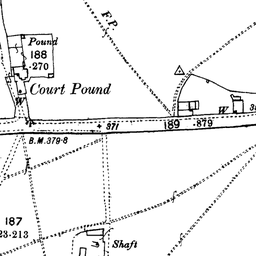 F.P.
Pound
188
.270
Court Pound
W
W
371
189
.879
B.M.379.8
187
23.213
Shaft